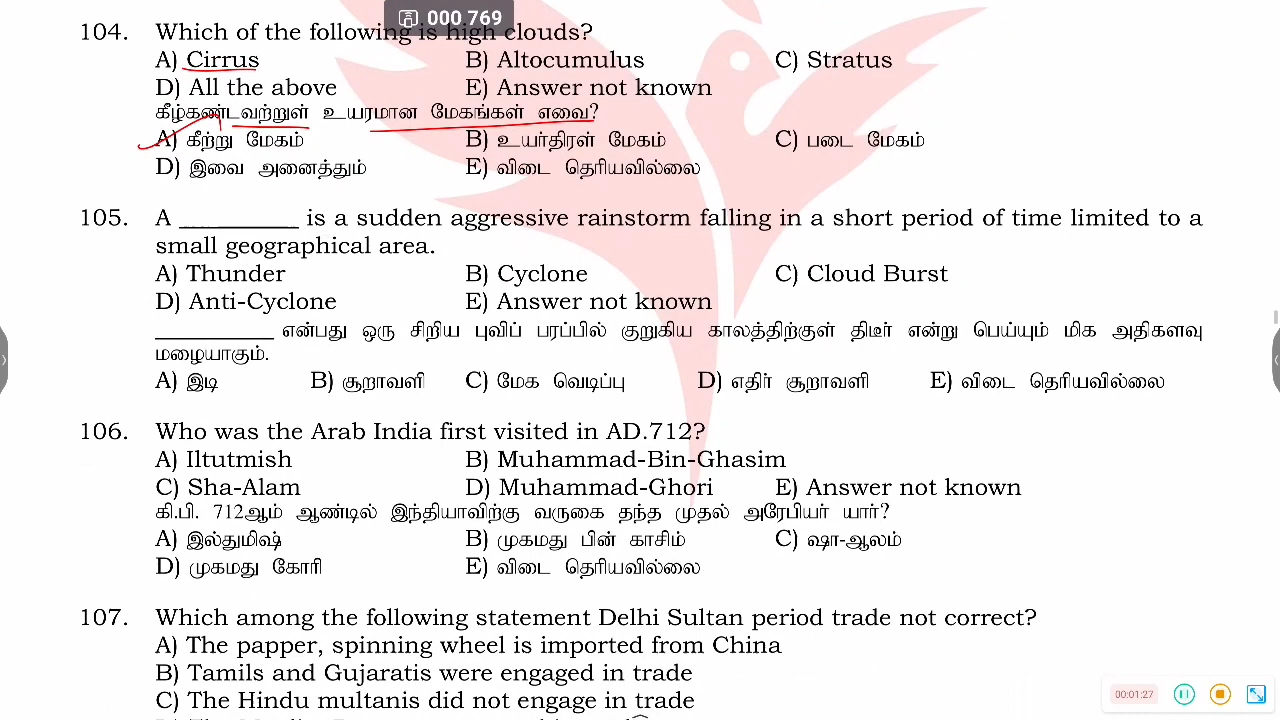 000 769
104. Which of the following is high clouds?
A) Cirrus B) Altocumulus C) Stratus
D) All the above E) Answer not known
கீழ்கண்டவற்றுள் உயரமான மேகங்கள் எவை?
A) கீற்று மேகம் B) உயர்திரள் மேகம் C) படை மேகம்
D) இவை அனைத்தும் E) விடை தெரியவில்லை
105. A __________ is a sudden aggressive rainstorm falling in a short period of time limited to a
small geographical area.
A) Thunder B) Cyclone C) Cloud Burst
D) Anti-Cyclone E) Answer not known
__________ என்பது ஒரு சிறிய புவிப் பரப்பில் குறுகிய காலத்திற்குள் திடீர் என்று பெய்யும் மிக அதிகளவு
மழையாகும்.
A) இடி B) சூறாவளி C) மேக வெடிப்பு D) எதிர் சூறாவளி E) விடை தெரியவில்லை
106. Who was the Arab India first visited in AD.712?
A) Iltutmish B) Muhammad-Bin-Ghasim
C) Sha-Alam D) Muhammad-Ghori E) Answer not known
கி.பி. 712ஆம் ஆண்டில் இந்தியாவிற்கு வருகை தந்த முதல் அரேபியர் யார்?
A) இல்துமிஷ் B) முகமது பின் காசிம் C) ஷா-ஆலம்
D) முகமது கோரி E) விடை தெரியவில்லை
107. Which among the following statement Delhi Sultan period trade not correct?
A) The papper, spinning wheel is imported from China
B) Tamils and Gujaratis were engaged in trade
C) The Hindu multanis did not engage in trade
00:01:27